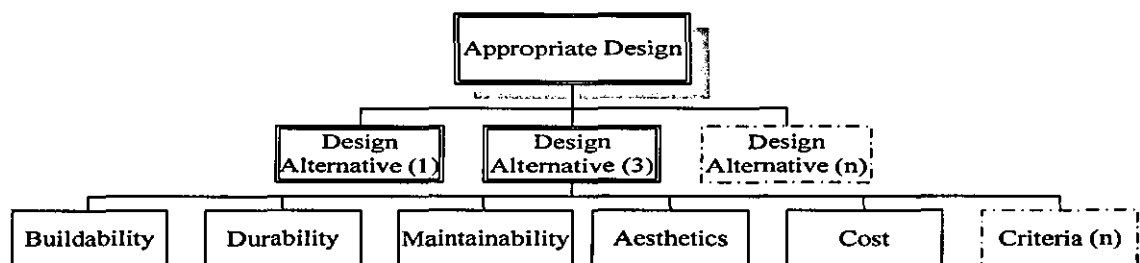 Appropriate Design
Design
Alternative (1)
Design
Alternative (3)
Design
Alternative (n)
Buildability
Durability
Maintainability
Aesthetics
Cost
Criteria (n)